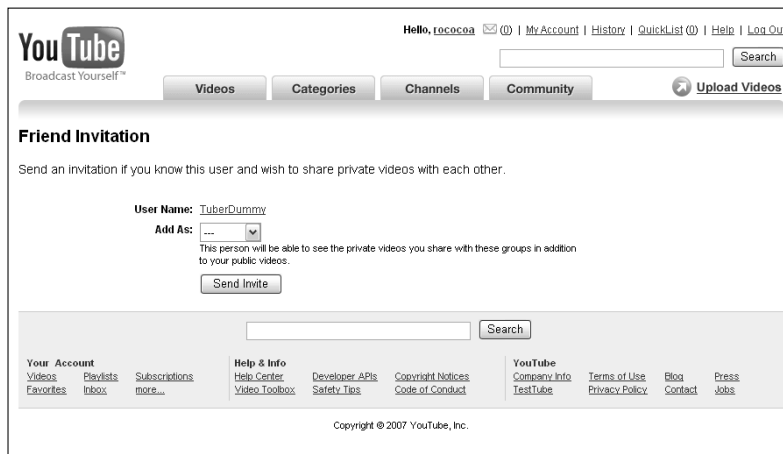 Hello, rococoa (0) | My Account | History | QuickList (0) | Help | Log Ou
YouTube
Broadcast Yourself™
Search
Videos Categories Channels Community Upload Videos
Friend Invitation
Send an invitation if you know this user and wish to share private videos with each other.
User Name: TuberDummy
Add As: ---
This person will be able to see the private videos you share with these groups in addition
to your public videos.
Send Invite
Search
Your Account Help & Info YouTube
Videos Playlists Subscriptions Help Center Developer APIs Copyright Notices Company Info Terms of Use Blog Press
Favorites Inbox more... Video Toolbox Safety Tips Code of Conduct TestTube Privacy Policy Contact Jobs
Copyright © 2007 YouTube, Inc.